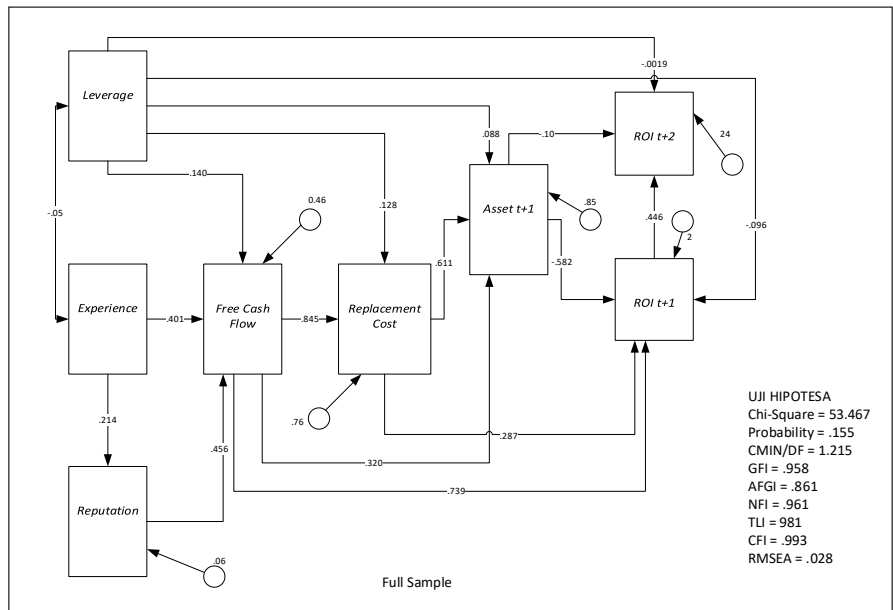 -.0019
Leverage
ROI t+2
24
.088
-.10
.140
Asset t+1
.85
-.05
0.46
.128
.446
2
-.096
.611
-.582
Experience
.401
Free Cash
Flow
.845
Replacement
Cost
ROI t+1
.214
.76
.287
.456
.320
.739
Reputation
.06
Full Sample
UJI HIPOTESA
Chi-Square = 53.467
Probability = .155
CMIN/DF = 1.215
GFI = .958
AFGI = .861
NFI = .961
TLI = 981
CFI = .993
RMSEA = .028